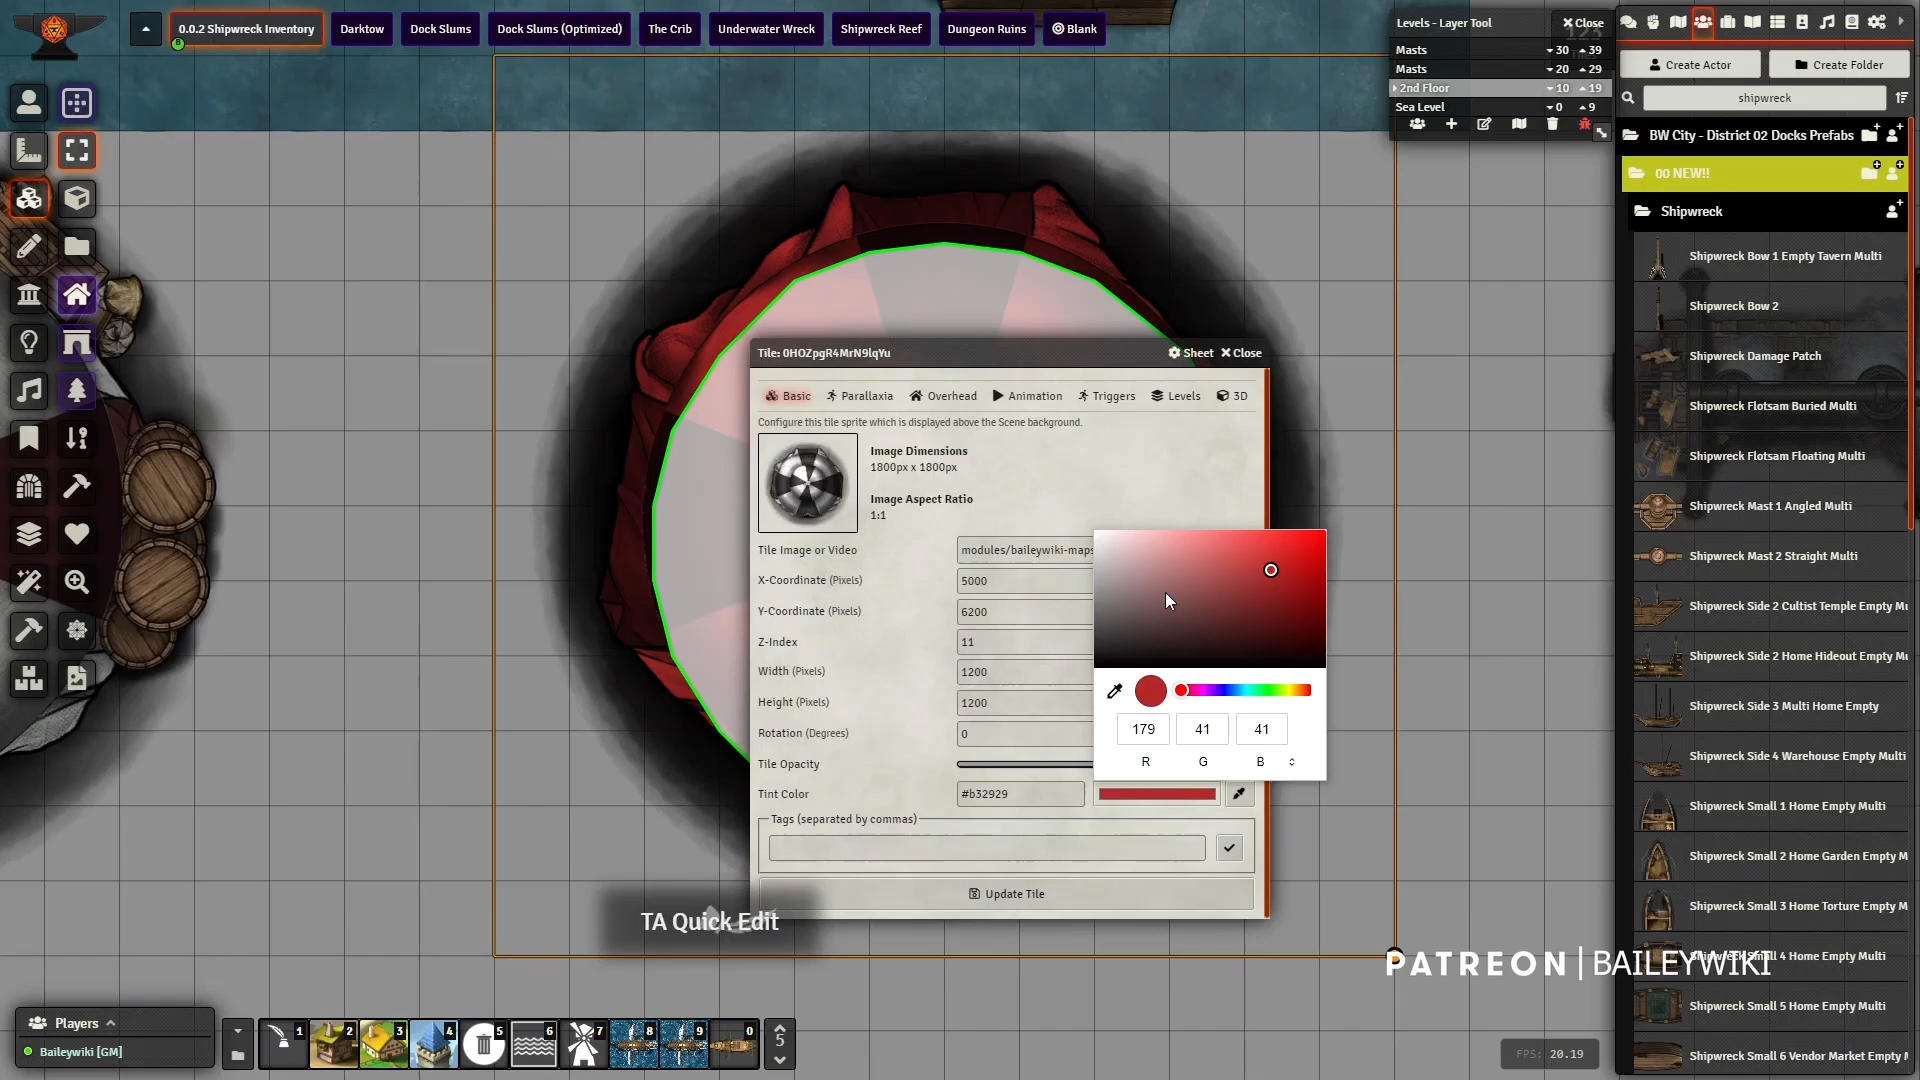 0.0.2 Shipwreck Inventory
Darktow
Dock Slums
Dock Slums (Optimized)
The Crib
Underwater Wreck
Shipwreck Reef
Dungeon Ruins
Blank
Levels - Layer Tool
Close
Masts 30 39
Masts 20 29
2nd Floor 10 19
Sea Level 0 9
Create Actor
Create Folder
shipwreck
BW City - District 02 Docks Prefabs
00 NEW!!
Shipwreck
Shipwreck Bow 1 Empty Tavern Multi
Shipwreck Bow 2
Shipwreck Damage Patch
Shipwreck Flotsam Buried Multi
Shipwreck Flotsam Floating Multi
Shipwreck Mast 1 Angled Multi
Shipwreck Mast 2 Straight Multi
Shipwreck Side 2 Cultist Temple Empty Mu
Shipwreck Side 2 Home Hideout Empty Mu
Shipwreck Side 3 Multi Home Empty
Shipwreck Side 4 Warehouse Empty Multi
Shipwreck Small 1 Home Empty Multi
Shipwreck Small 2 Home Garden Empty M
Shipwreck Small 3 Home Torture Empty M
Shipwreck Small 4 Home Empty Multi
Shipwreck Small 5 Home Empty Multi
Shipwreck Small 6 Vendor Market Empty M
Tile: 0HOZpgR4MrN9lqYu
Sheet
Close
Basic
Parallaxia
Overhead
Animation
Triggers
Levels
3D
Configure this tile sprite which is displayed above the Scene background.
Image Dimensions
1800px x 1800px
Image Aspect Ratio
1:1
Tile Image or Video modules/baileywiki-maps
X-Coordinate (Pixels) 5000
Y-Coordinate (Pixels) 6200
Z-Index 11
Width (Pixels) 1200
Height (Pixels) 1200
Rotation (Degrees) 0
Tile Opacity
Tint Color #b32929
179 41 41
R G B
Tags (separated by commas)
Update Tile
TA Quick Edit
PATREON | BAILEYWIKI
Players
Baileywiki [GM]
1 2 3 4 5 6 7 8 9 0
5
FPS: 20.19